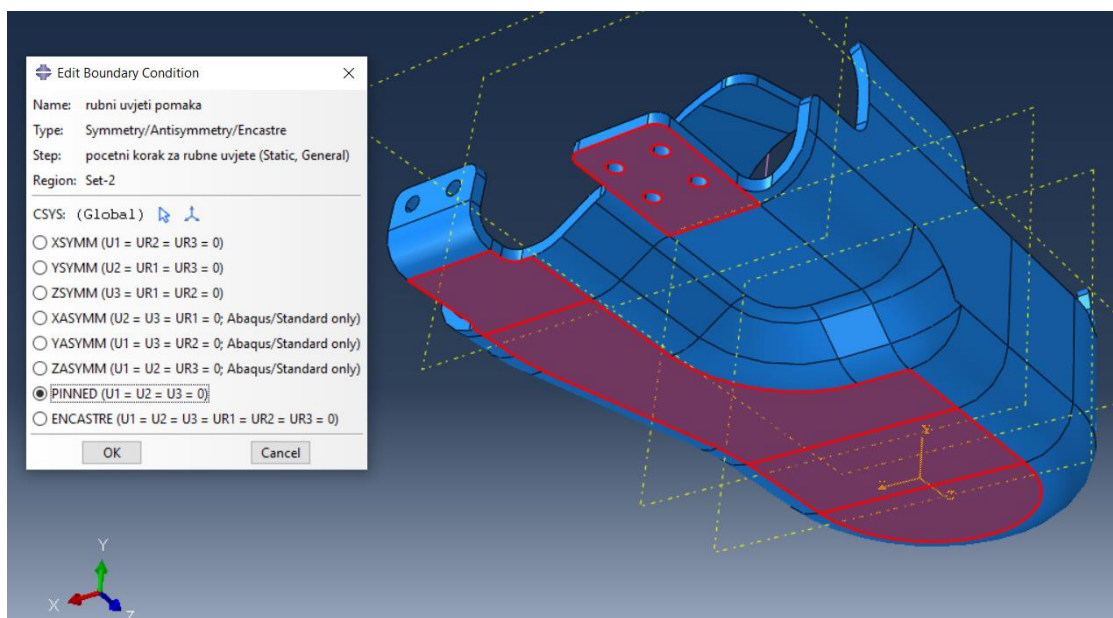 Edit Boundary Condition
Name: rubni uvjeti pomaka
Type: Symmetry/Antisymmetry/Encastre
Step: pocetni korak za rubne uvjete (Static, General)
Region: Set-2
CSYS: (Global)
XSYMM (U1 = UR2 = UR3 = 0)
YSYMM (U2 = UR1 = UR3 = 0)
ZSYMM (U3 = UR1 = UR2 = 0)
XASYMM (U2 = U3 = UR1 = 0; Abaqus/Standard only)
YASYMM (U1 = U3 = UR2 = 0; Abaqus/Standard only)
ZASYMM (U1 = U2 = UR3 = 0; Abaqus/Standard only)
PINNED (U1 = U2 = U3 = 0)
ENCASTRE (U1 = U2 = U3 = UR1 = UR2 = UR3 = 0)
OK Cancel
Y
Y
X
Z